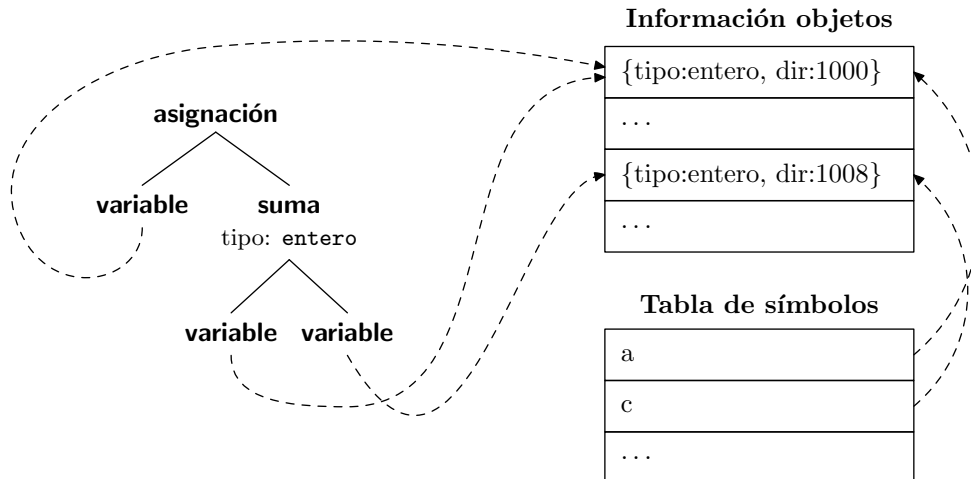 Información objetos
{tipo:entero, dir:1000}
. . .
{tipo:entero, dir:1008}
. . .
asignación
variable suma
tipo: entero
variable variable
Tabla de símbolos
a
c
. . .